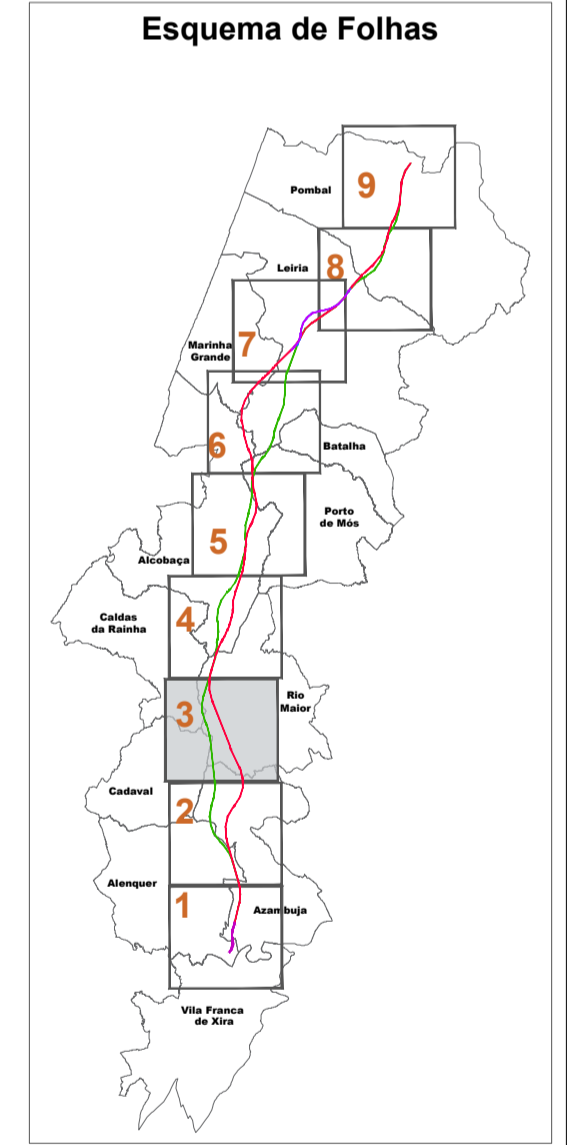 Esquema de Folhas
9
Pombal
8
Leiria
7
Marinha
Grande
6
Batalha
5
Porto
de Mós
Alcobaça
4
Caldas
da Rainha
3
Rio
Maior
Cadaval
2
Alenquer
1
Azambuja
Vila Franca
de Xira